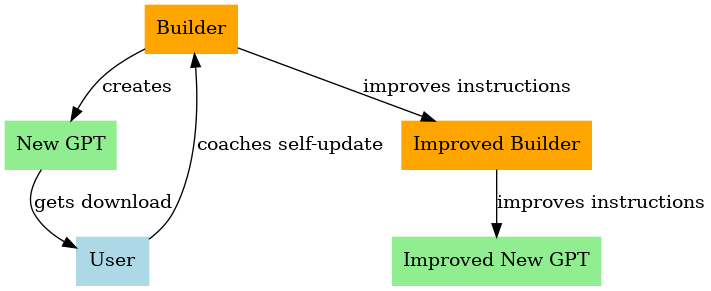 Builder
creates
improves instructions
New GPT
coaches self-update
Improved Builder
gets download
improves instructions
User
Improved New GPT